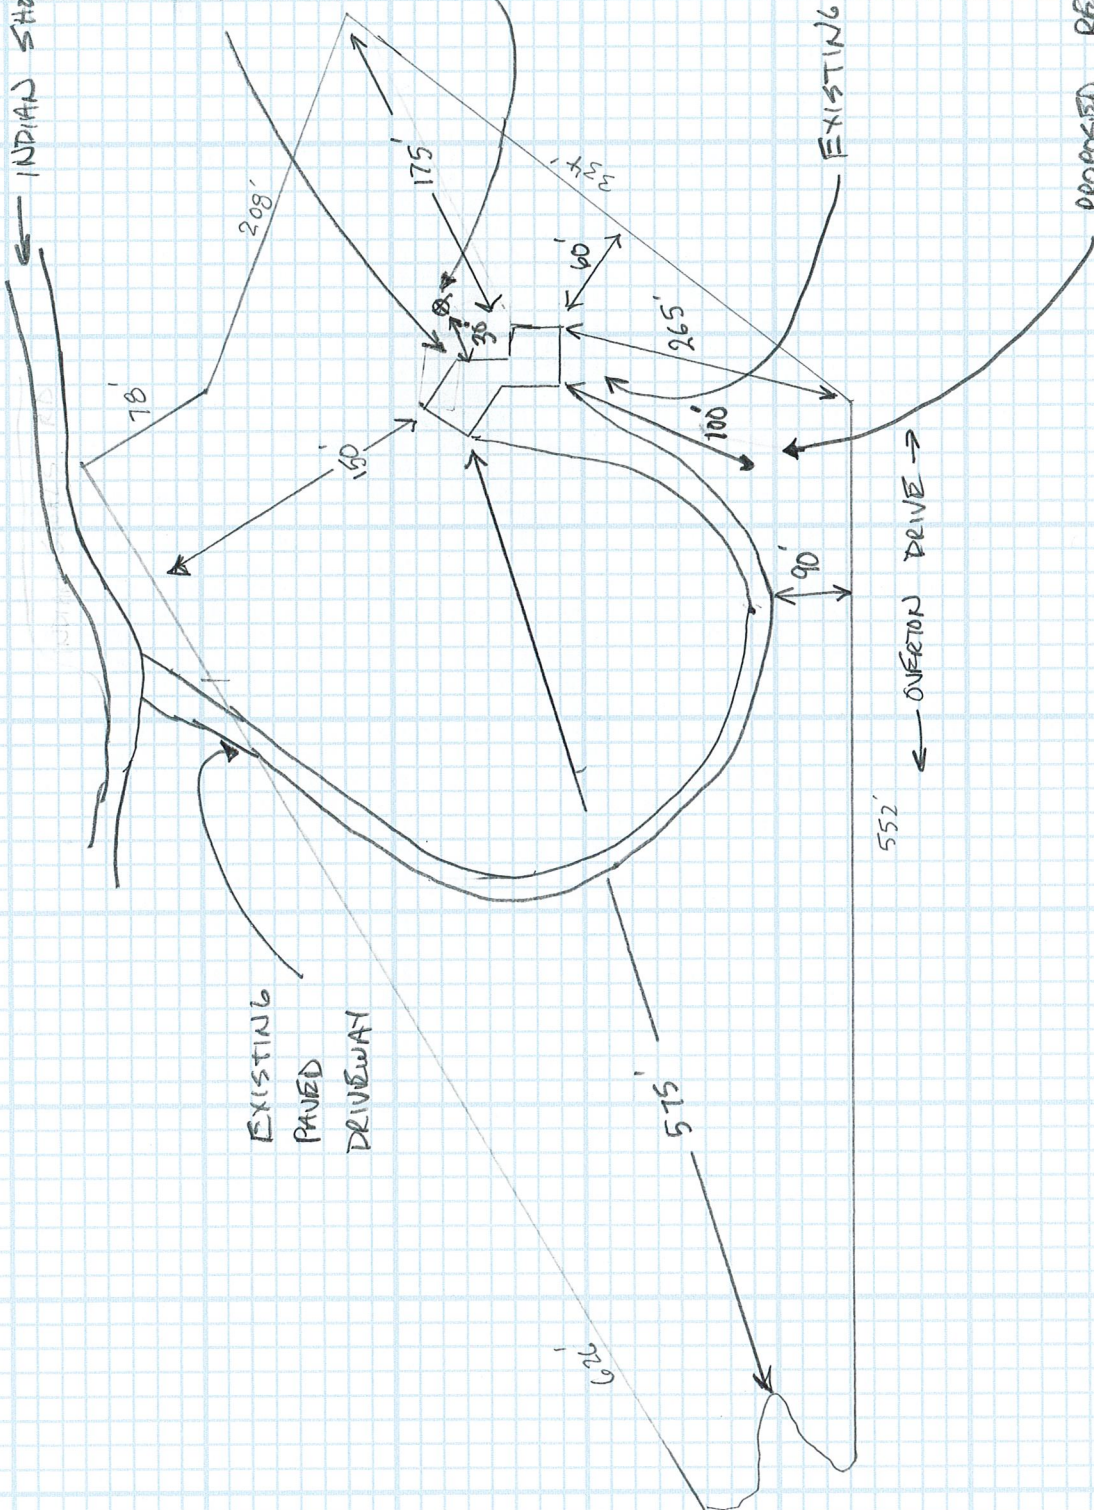 ← INDIAN
208'
78'
175'
334'
150'
30'
60'
265'
EXISTING
100'
90'
← OVERTON DRIVE →
552'
EXISTING
PAVED
DRIVEWAY
575'
626'
PROPOSED